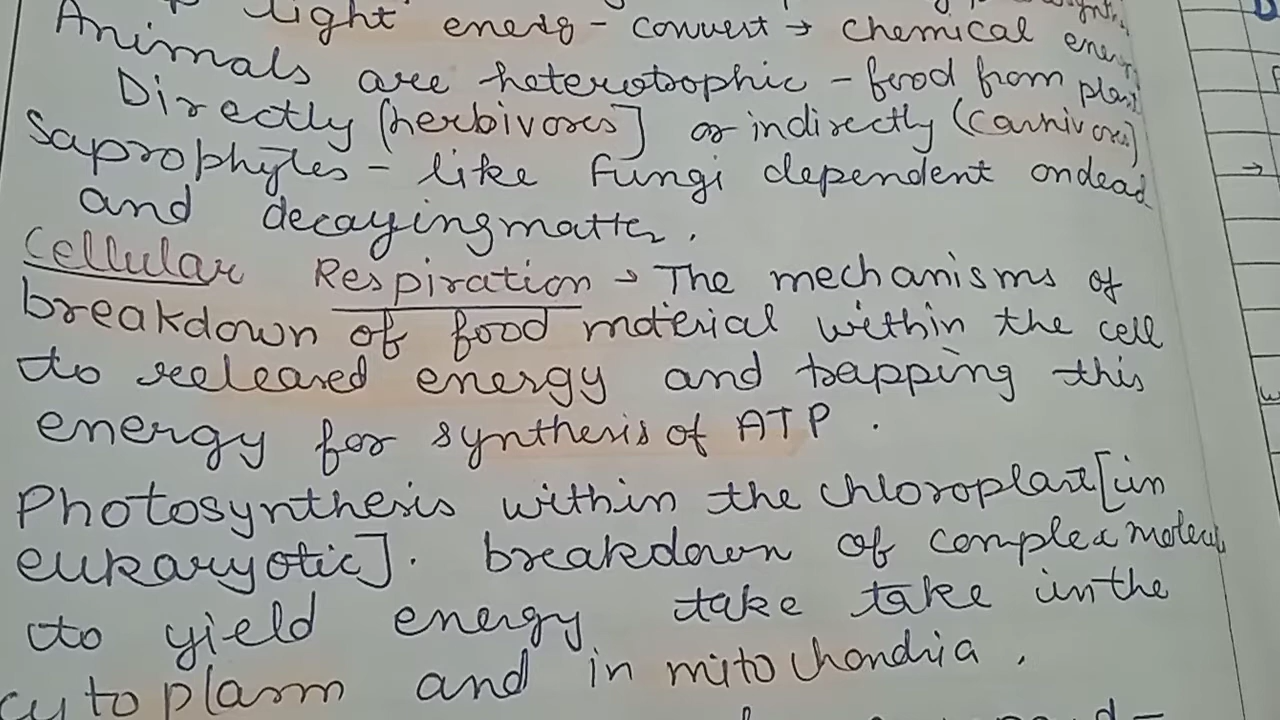 light energy - convert → chemical energ
Animals are heterotrophic - food from plant
Directly [herbivores] or indirectly (carnivores)
Saprophytes - like fungi dependent on dead
and decaying matter.
Cellular Respiration → The mechanisms of
breakdown of food material within the cell
to released energy and trapping this
energy for synthesis of ATP .
Photosynthesis within the chloroplast [in
eukaryotic]. breakdown of complex molecul
to yield energy take take in the
cytoplasm and in mitochondria .